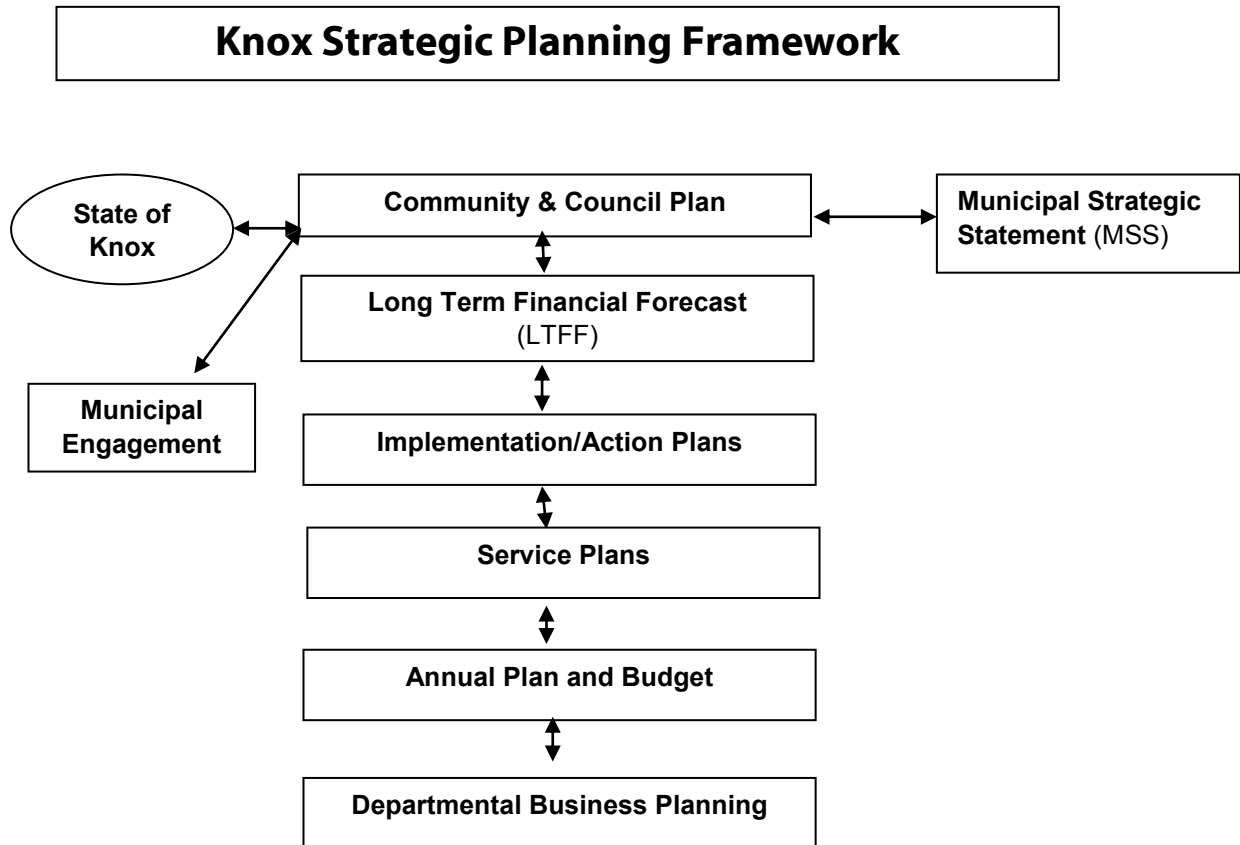 Knox Strategic Planning Framework
State of
Knox
Community & Council Plan
Municipal Strategic
Statement (MSS)
Long Term Financial Forecast
(LTFF)
Municipal
Engagement
Implementation/Action Plans
Service Plans
Annual Plan and Budget
Departmental Business Planning